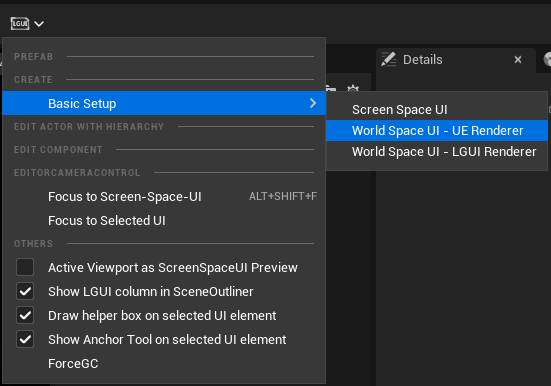 LGUI
Details
PREFAB
CREATE
Basic Setup
Screen Space UI
World Space UI - UE Renderer
World Space UI - LGUI Renderer
EDIT ACTOR WITH HIERARCHY
EDIT COMPONENT
EDITORCAMERACONTROL
Focus to Screen-Space-UI ALT+SHIFT+F
Focus to Selected UI
OTHERS
Active Viewport as ScreenSpaceUI Preview
Show LGUI column in SceneOutliner
Draw helper box on selected UI element
Show Anchor Tool on selected UI element
ForceGC